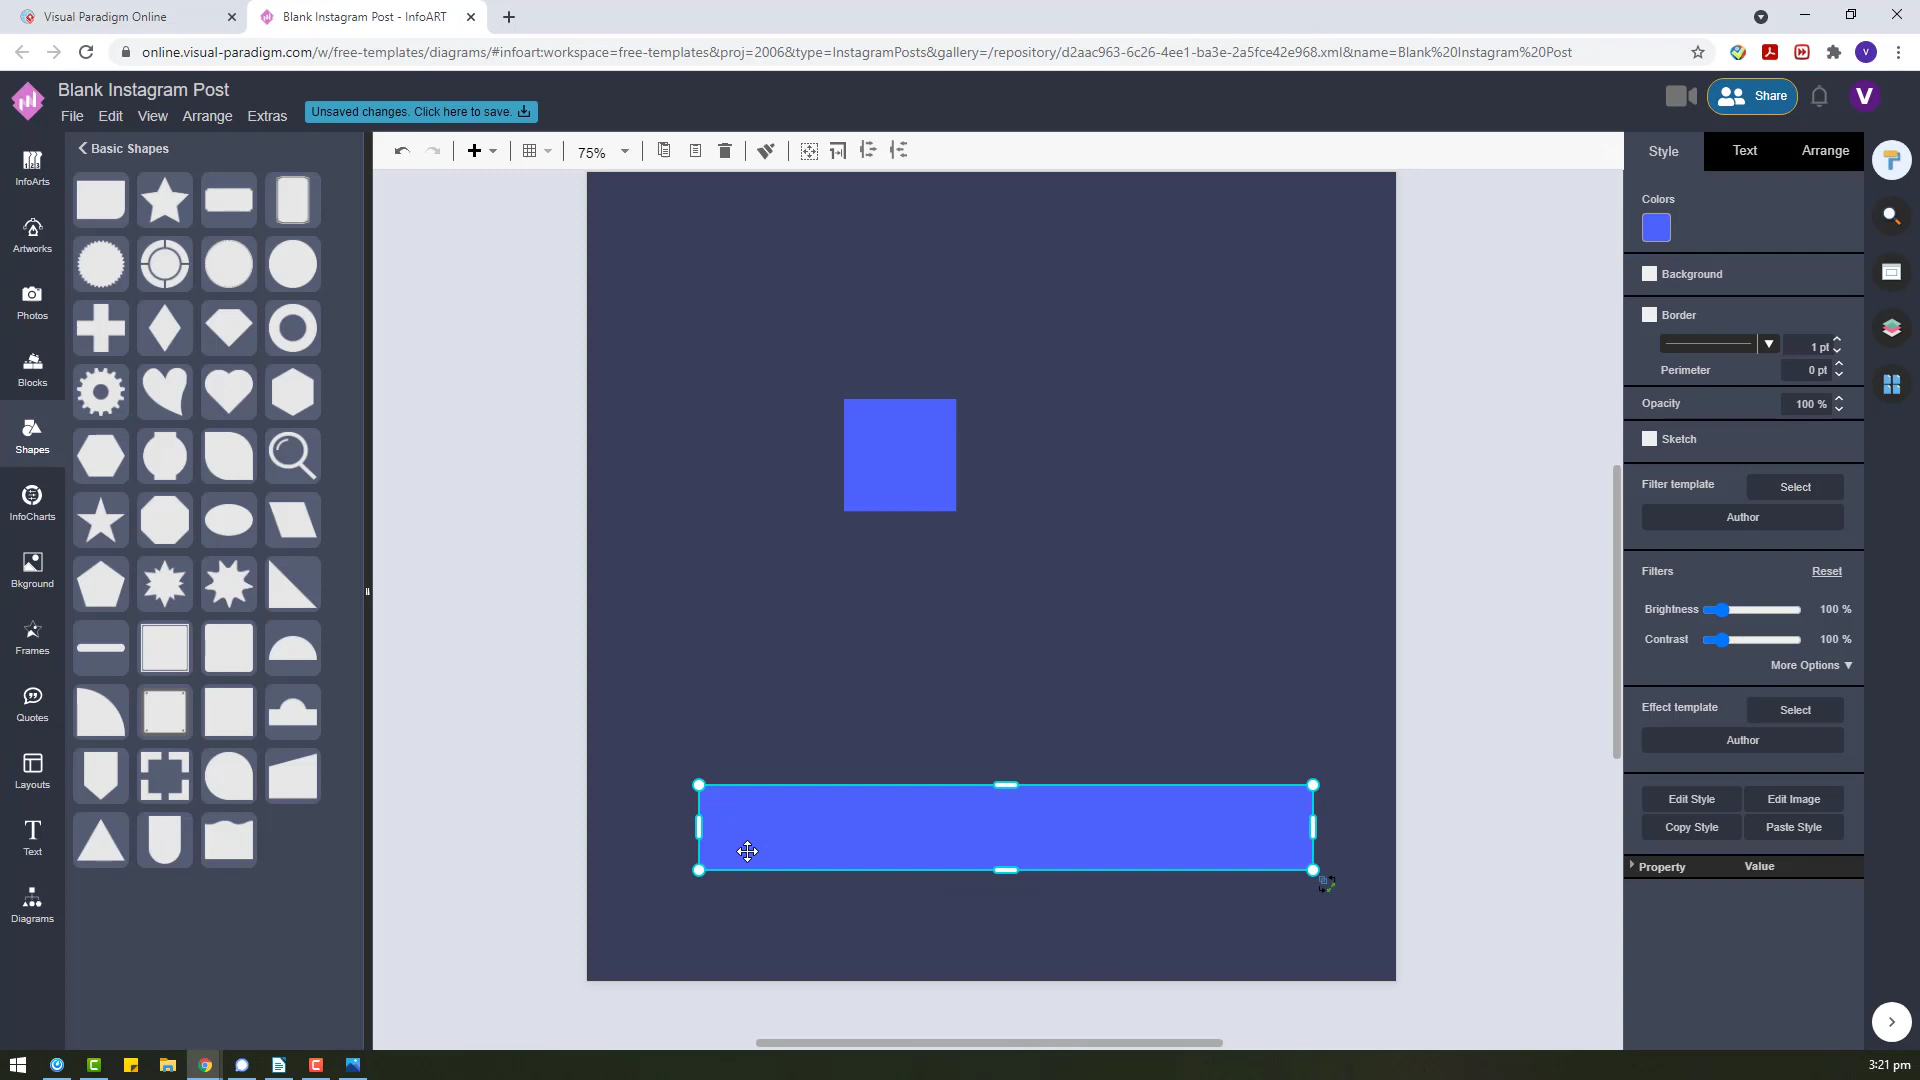 Visual Paradigm Online
Blank Instagram Post - InfoART
online.visual-paradigm.com/w/free-templates/diagrams/#infoart:workspace=free-templates&proj=2006&type=InstagramPosts&gallery=/repository/d2aac963-6c26-4ee1-ba3e-2a5fce42e968.xml&name=Blank%20Instagram%20Post
V
Blank Instagram Post
File Edit View Arrange Extras
Unsaved changes. Click here to save.
Share
V
InfoArts
Artworks
Photos
Blocks
Shapes
InfoCharts
Bkground
Frames
Quotes
Layouts
Text
Diagrams
Basic Shapes
75%
Style Text Arrange
Colors
Background
Border
1 pt
Perimeter 0 pt
Opacity 100 %
Sketch
Filter template Select
Author
Filters Reset
Brightness 100 %
Contrast 100 %
More Options ▼
Effect template Select
Author
Edit Style Edit Image
Copy Style Paste Style
Property Value
3:21 pm